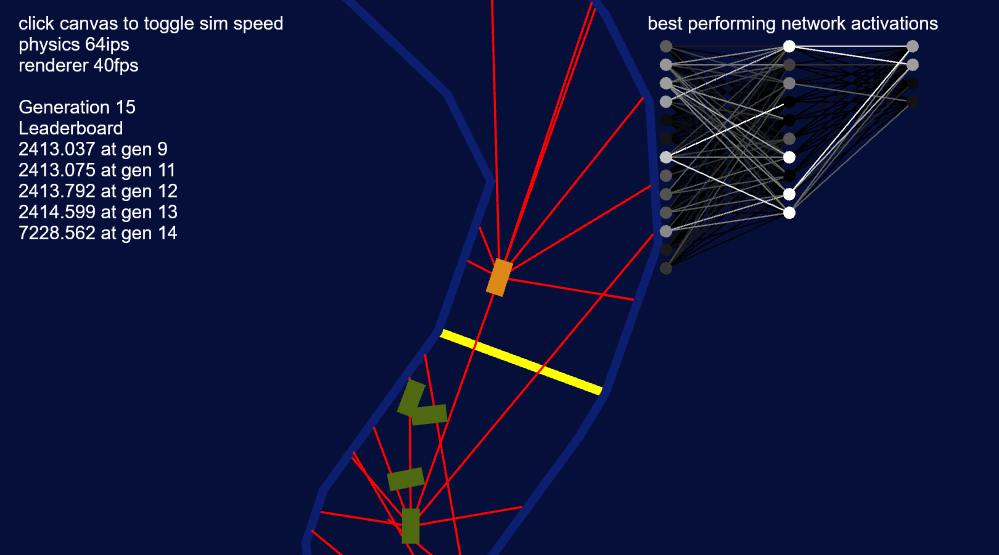 click canvas to toggle sim speed
physics 64ips
renderer 40fps
Generation 15
Leaderboard
2413.037 at gen 9
2413.075 at gen 11
2413.792 at gen 12
2414.599 at gen 13
7228.562 at gen 14
best performing network activations